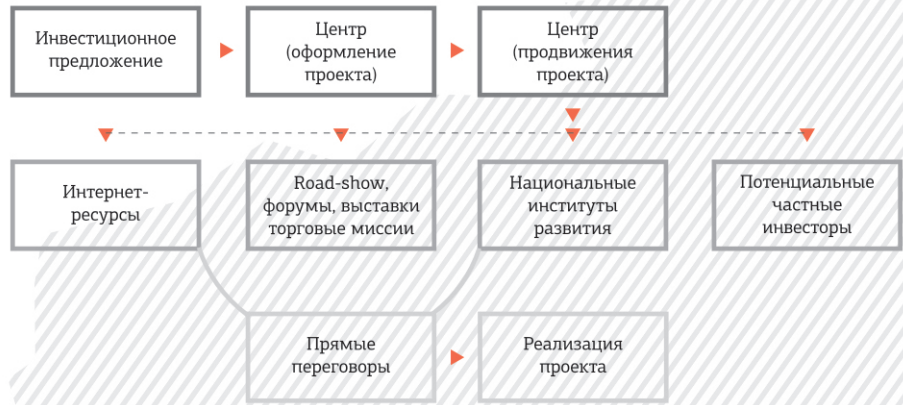 Инвестиционное
предложение
Центр
(оформление
проекта)
Центр
(продвижения
проекта)
Интернет-
ресурсы
Road-show,
форумы, выставки
торговые миссии
Национальные
институты
развития
Потенциальные
частные
инвесторы
Прямые
переговоры
Реализация
проекта